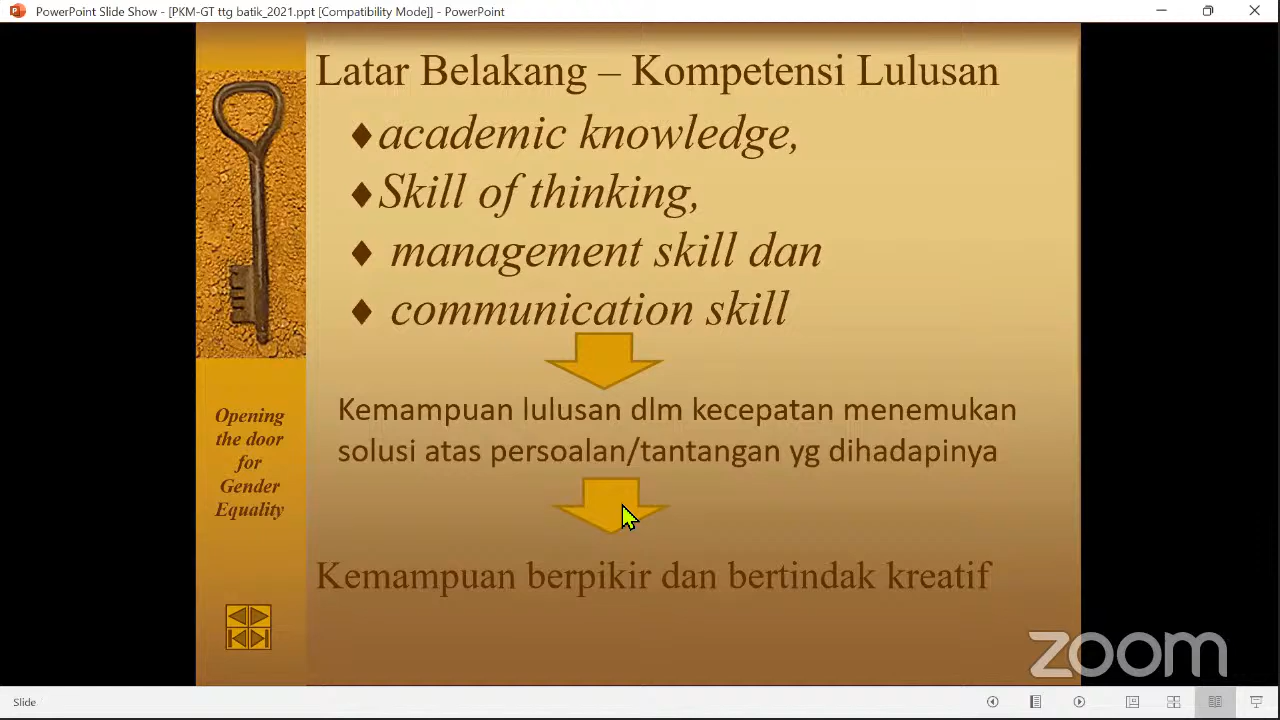 PowerPoint Slide Show - [PKM-GT ttg batik_2021.ppt [Compatibility Mode]] - PowerPoint
Latar Belakang – Kompetensi Lulusan
academic knowledge,
Skill of thinking,
management skill dan
communication skill
Kemampuan lulusan dlm kecepatan menemukan
solusi atas persoalan/tantangan yg dihadapinya
Kemampuan berpikir dan bertindak kreatif
Opening
the door
for
Gender
Equality
zoom
Slide